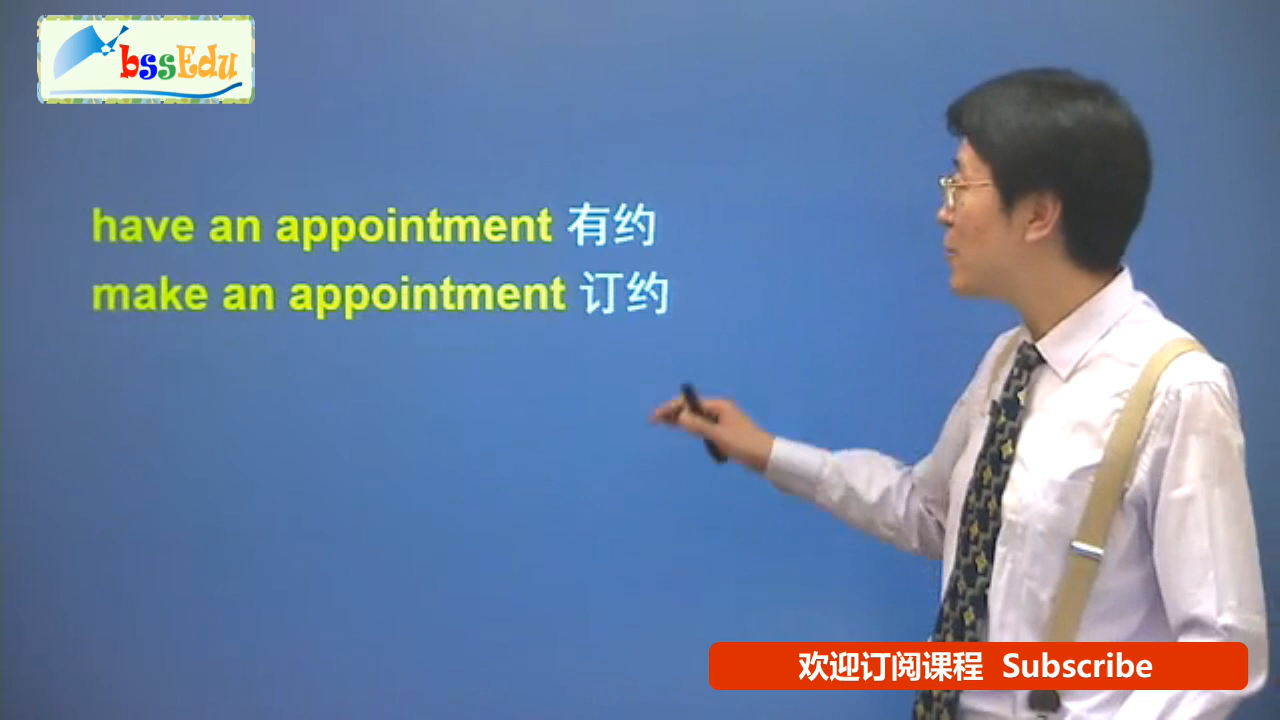 bssEdu
have an appointment 有约
make an appointment 订约
欢迎订阅课程 Subscribe